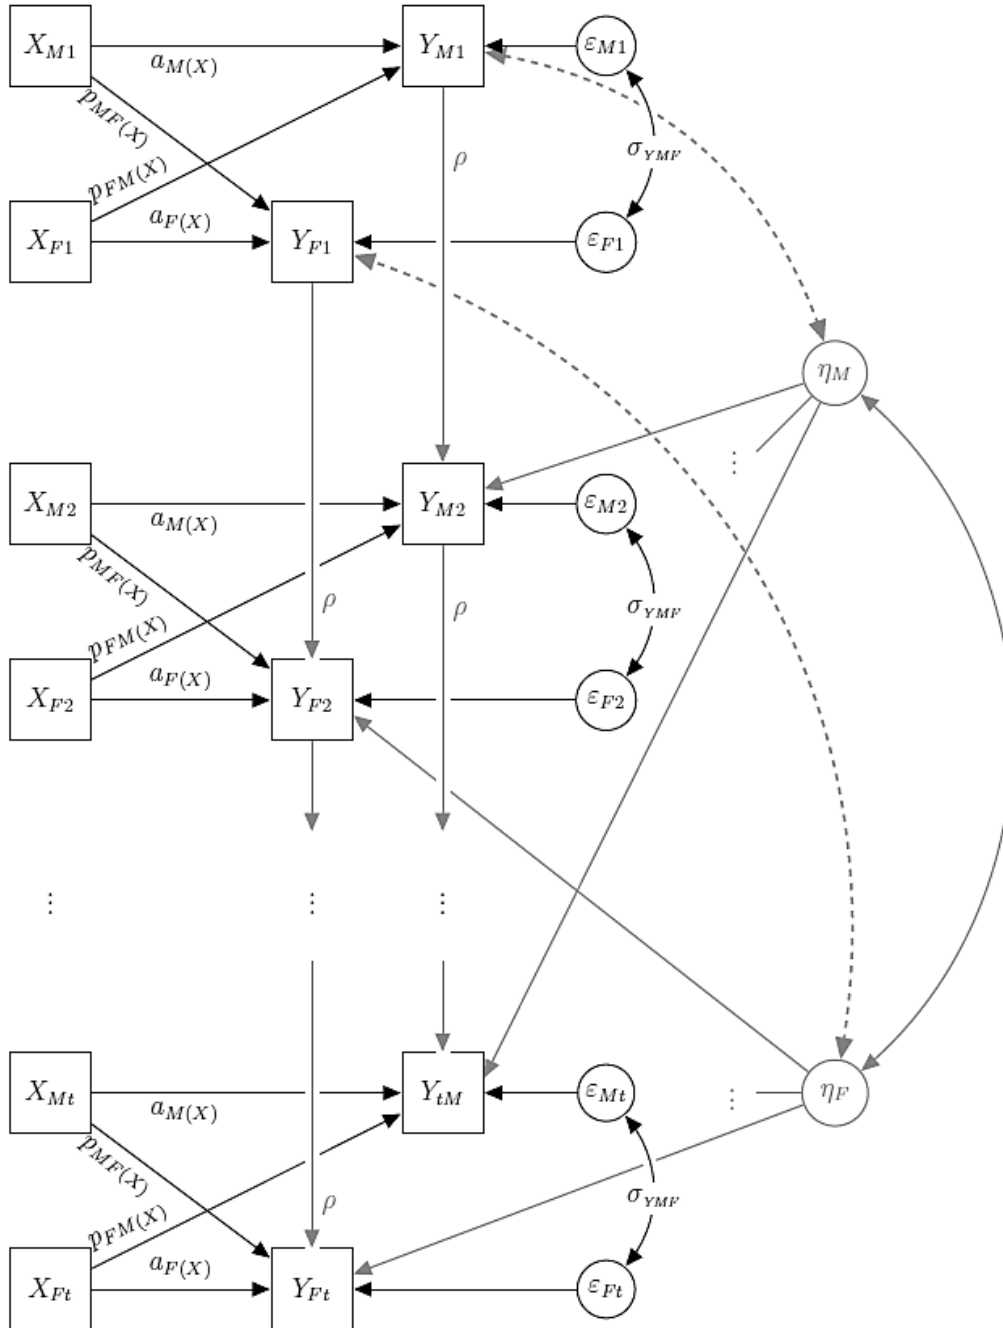 X_{M1} Y_{M1} ε_{M1}
a_{M(X)}
p_{MF(X)}
ρ σ_{YMF}
p_{FM(X)}
a_{F(X)}
X_{F1} Y_{F1} ε_{F1}
η_M
⋮
X_{M2} Y_{M2} ε_{M2}
a_{M(X)}
p_{MF(X)}
ρ ρ σ_{YMF}
p_{FM(X)}
a_{F(X)}
X_{F2} Y_{F2} ε_{F2}
⋮ ⋮ ⋮
X_{Mt} Y_{tM} ε_{Mt} ⋮ η_F
a_{M(X)}
p_{MF(X)}
ρ σ_{YMF}
p_{FM(X)}
a_{F(X)}
X_{Ft} Y_{Ft} ε_{Ft}